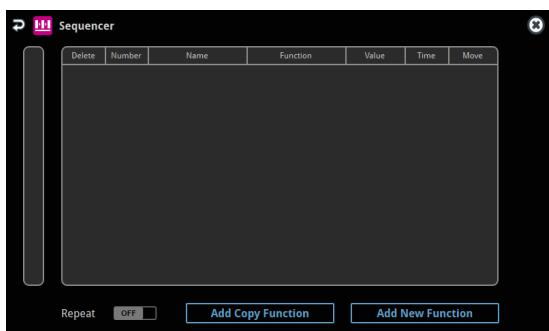 Sequencer
Delete Number Name Function Value Time Move
Repeat OFF Add Copy Function Add New Function